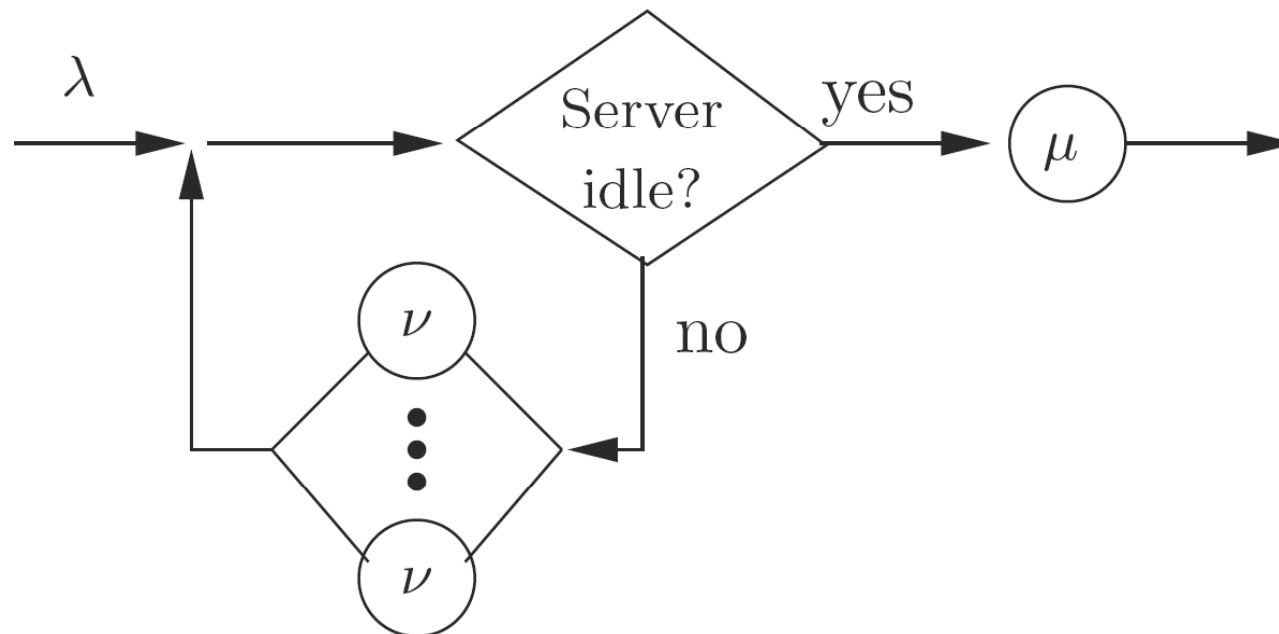 λ
Server
idle?
yes
μ
no
ν
ν